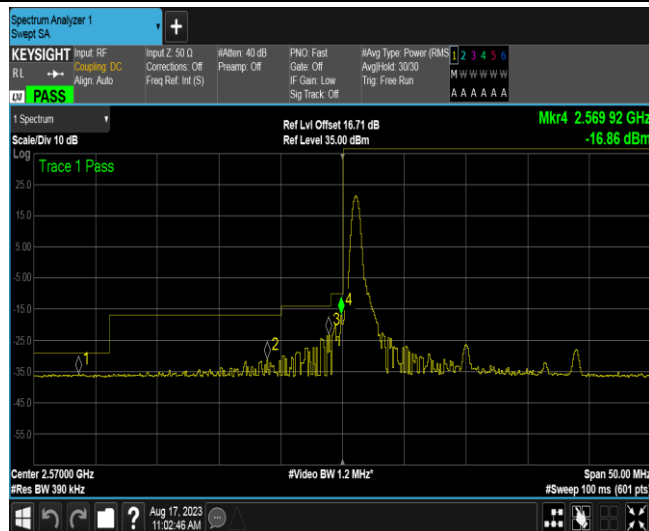 Spectrum Analyzer 1
Swept SA
+
KEYSIGHT Input: RF Input Z: 50 Ω #Atten: 40 dB PNO: Fast #Avg Type: Power (RMS 1 2 3 4 5 6
RL Coupling: DC Corrections: Off Preamp: Off Gate: Off Avg|Hold: 30/30 M W W W W W
Align: Auto Freq Ref: Int (S) IF Gain: Low Trig: Free Run
LXI PASS Sig Track: Off A A A A A A
1 Spectrum Ref Lvl Offset 16.71 dB Mkr4 2.569 92 GHz
Scale/Div 10 dB Ref Level 35.00 dBm -16.86 dBm
Log
Trace 1 Pass
25.0
15.0
5.00
-5.00
-15.0
4
3
-25.0
2
1
-35.0
-45.0
-55.0
Center 2.57000 GHz #Video BW 1.2 MHz* Span 50.00 MHz
#Res BW 390 kHz #Sweep 100 ms (601 pts)
? Aug 17, 2023
11:02:46 AM